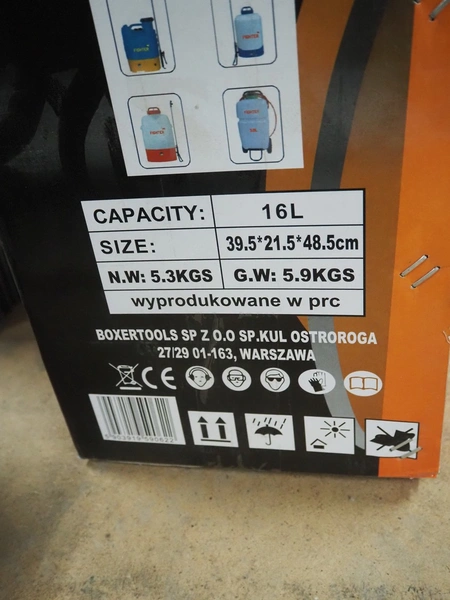 CAPACITY: 16L
SIZE: 39.5*21.5*48.5cm
N.W: 5.3KGS G.W: 5.9KGS
wyprodukowane w prc
BOXERTOOLS SP Z O.O SP.KUL OSTROROGA
27/29 01-163, WARSZAWA
CE